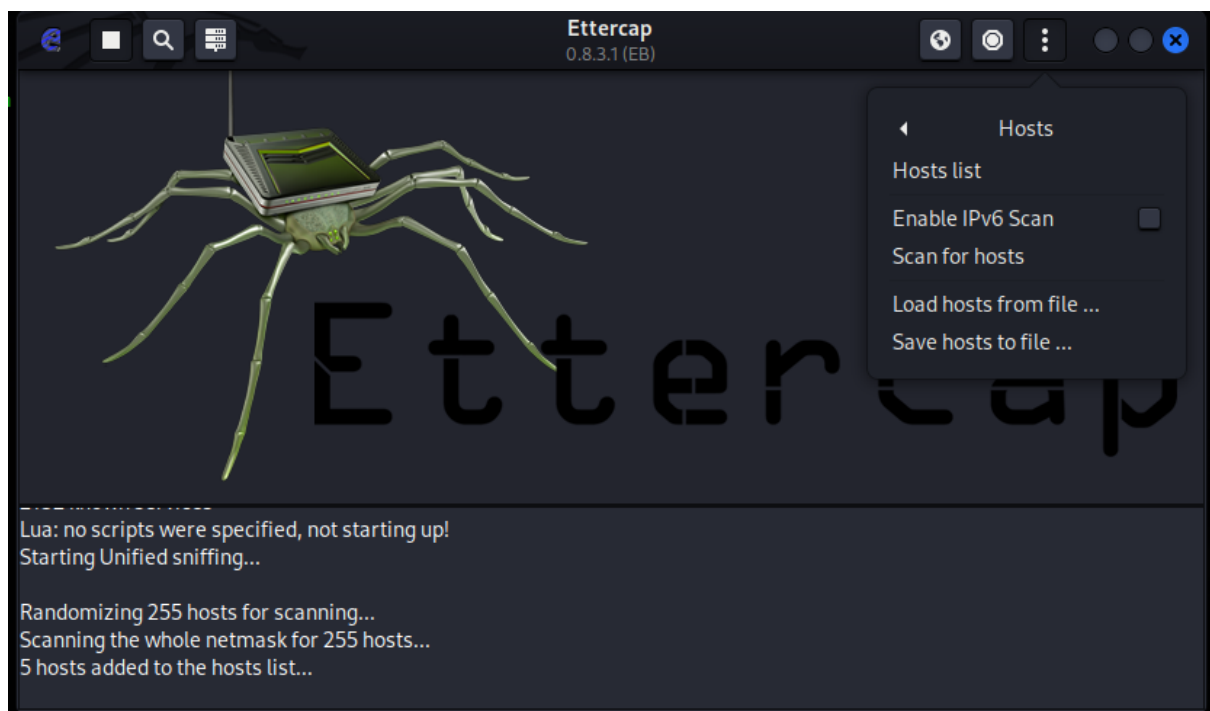 Ettercap
0.8.3.1 (EB)
Hosts
Hosts list
Enable IPv6 Scan
Scan for hosts
Load hosts from file ...
Save hosts to file ...
Ettercap
Lua: no scripts were specified, not starting up!
Starting Unified sniffing...
Randomizing 255 hosts for scanning...
Scanning the whole netmask for 255 hosts...
5 hosts added to the hosts list...